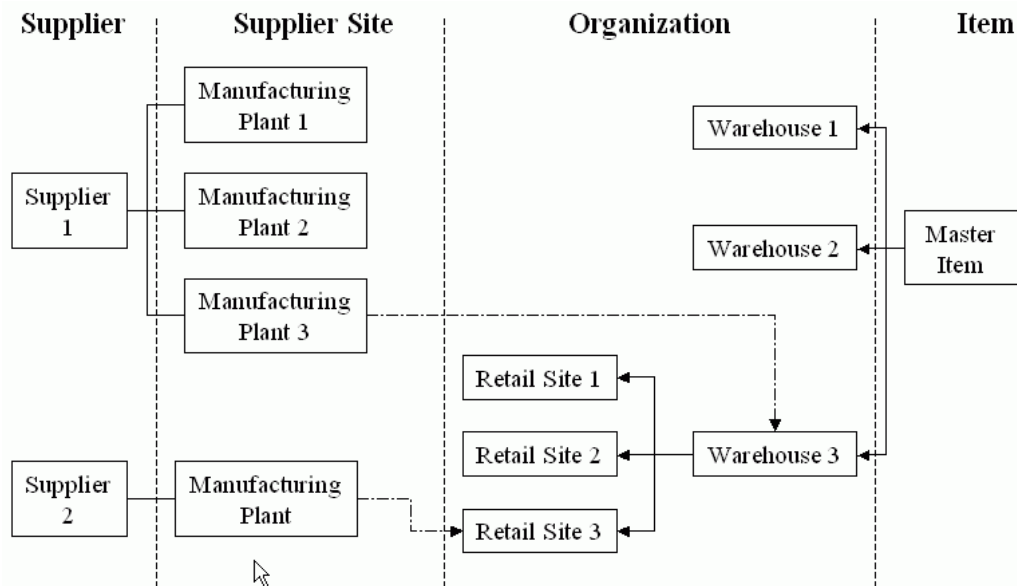 Supplier
Supplier Site
Organization
Item
Manufacturing
Plant 1
Warehouse 1
Supplier
1
Manufacturing
Plant 2
Warehouse 2
Master
Item
Manufacturing
Plant 3
Retail Site 1
Retail Site 2
Warehouse 3
Supplier
2
Manufacturing
Plant
Retail Site 3